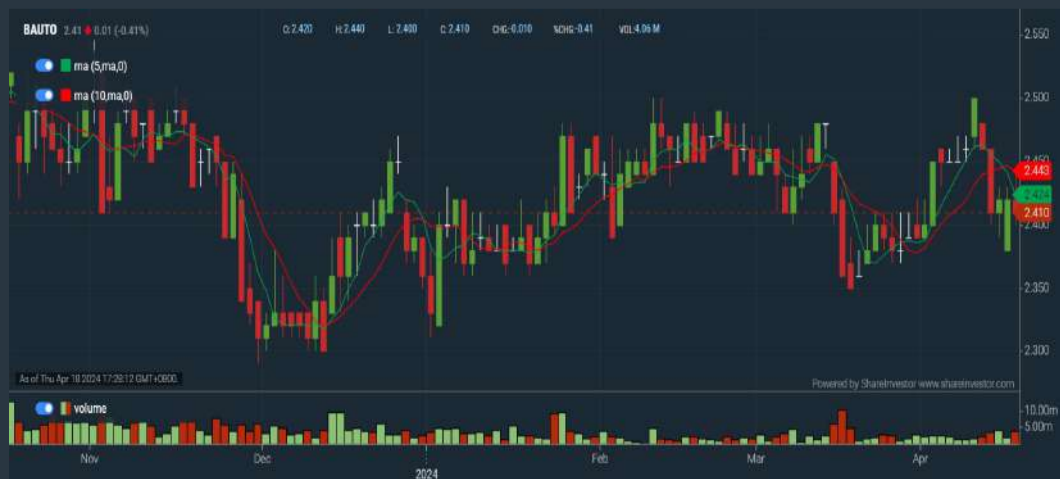 BAUTO 2.41 0.01 (-0.41%) O: 2.420 H: 2.440 L: 2.400 C: 2.410 CHG:-0.010 %CHG:-0.41 VOL:4.06 M
2.550
ma (5,ma,0)
ma (10,ma,0)
2.500
2.450
2.443
2.424
2.410
2.400
2.350
2.300
As of Thu Apr 18 2024 17:28:12 GMT+0800.
Powered by ShareInvestor www.shareinvestor.com
volume
10.00m
5.00m
Nov Dec Feb Mar Apr
2024